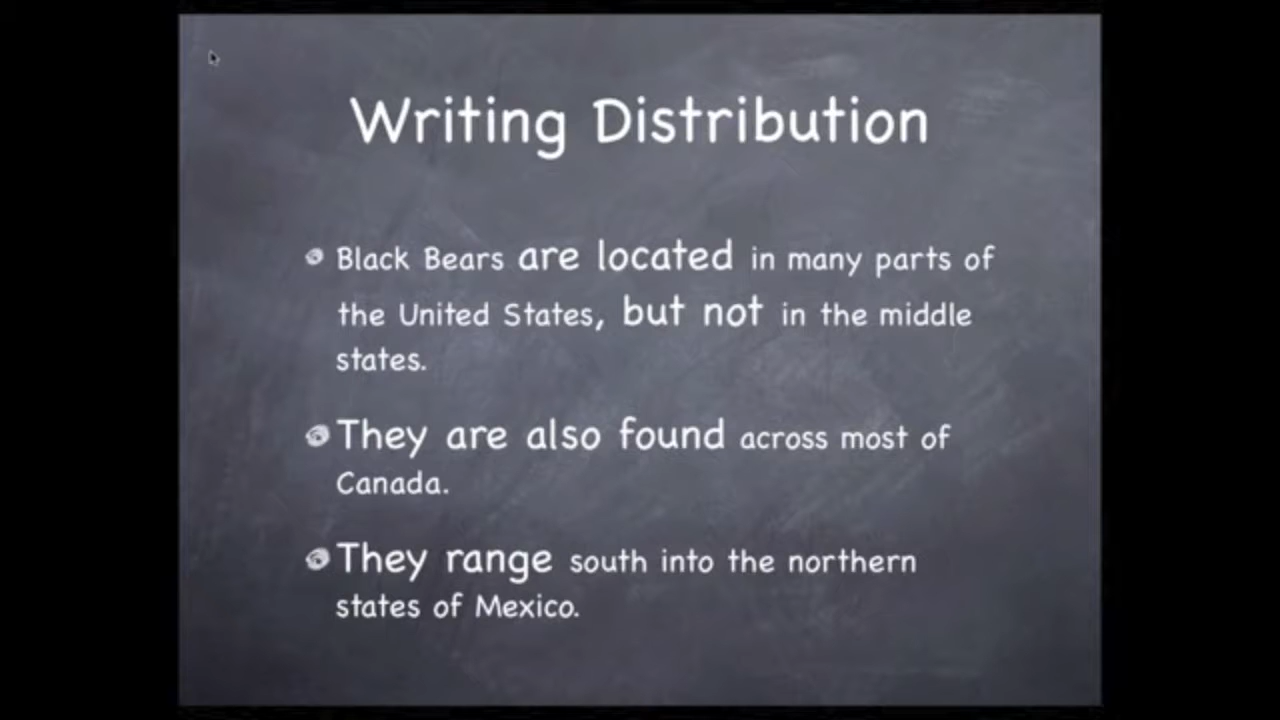 Writing Distribution
Black Bears are located in many parts of
the United States, but not in the middle
states.
They are also found across most of
Canada.
They range south into the northern
states of Mexico.